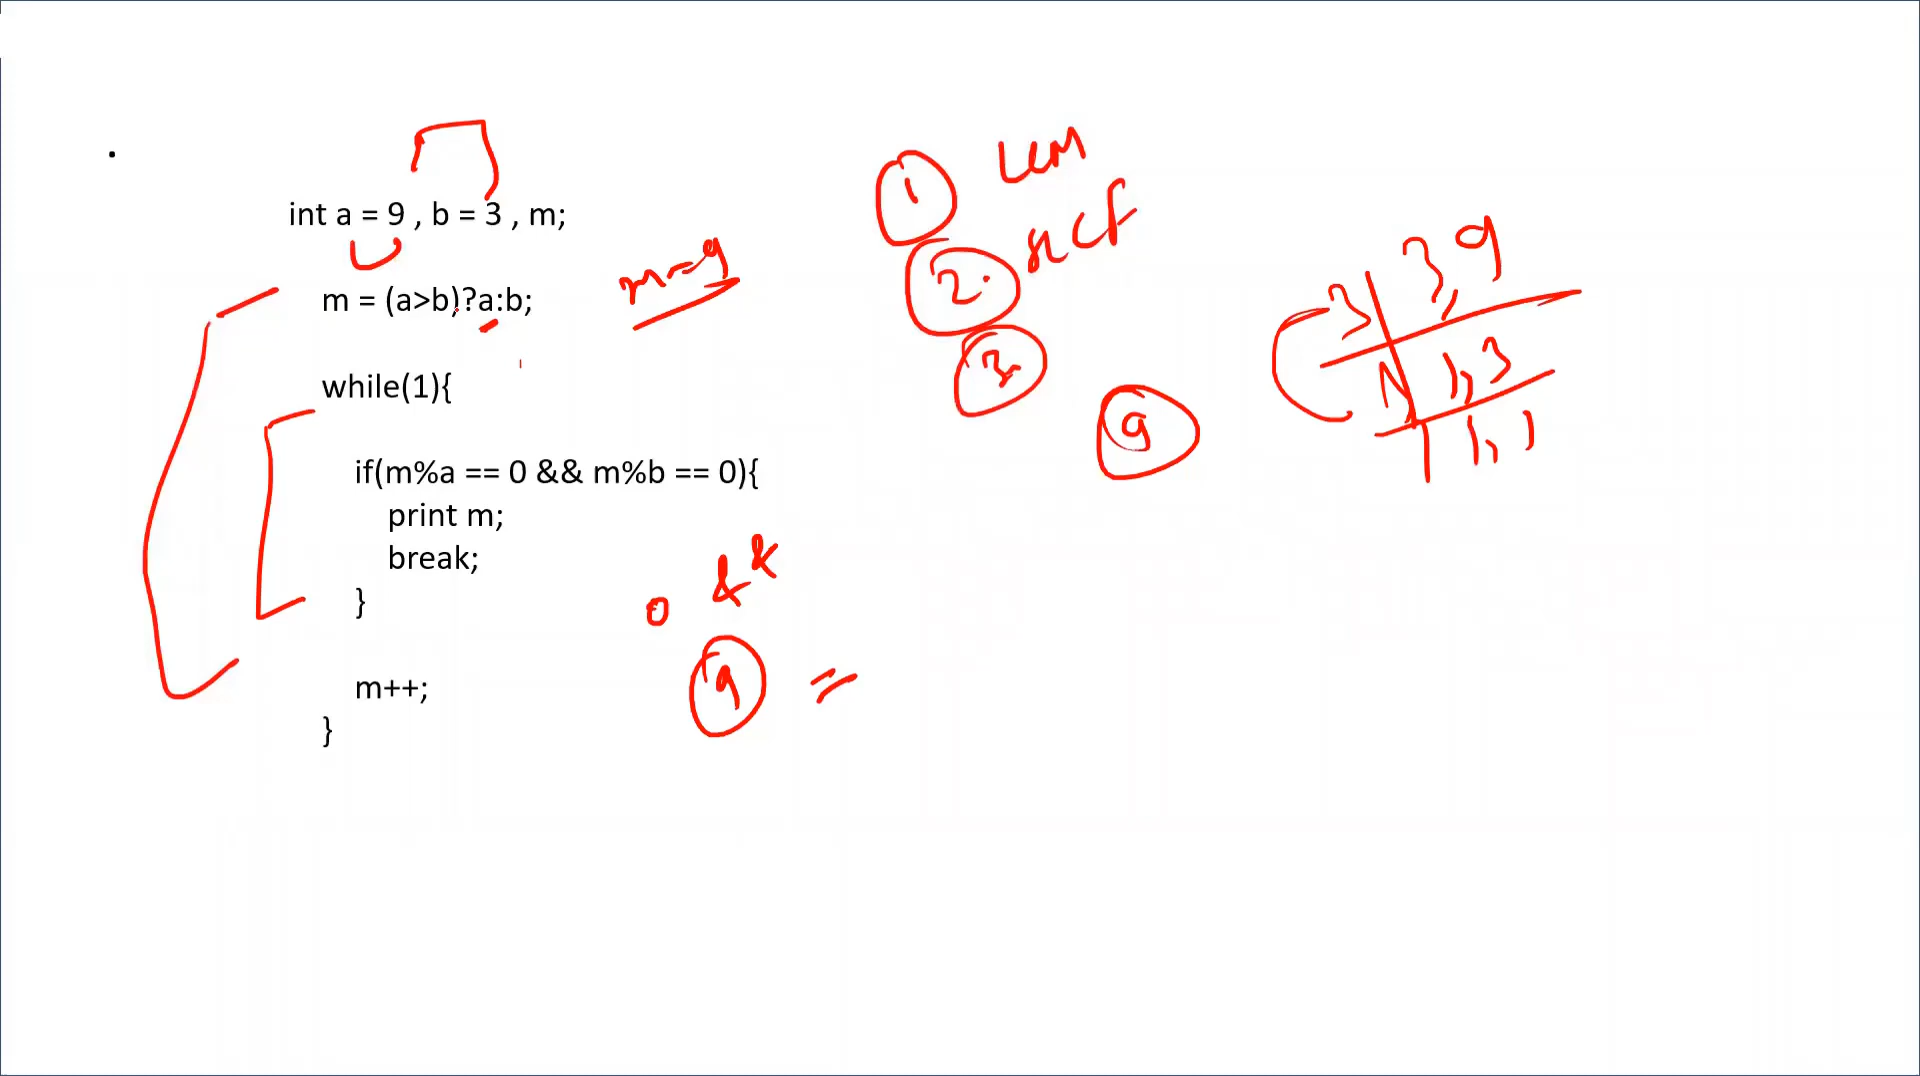 .
int a = 9 , b = 3 , m;
m = (a>b)?a:b;
while(1){
if(m%a == 0 && m%b == 0){
print m;
break;
}
m++;
}
m=9
0 &&
9 =
1 LCM
2. HCF
3
9
3 3,9
1,3
1,1